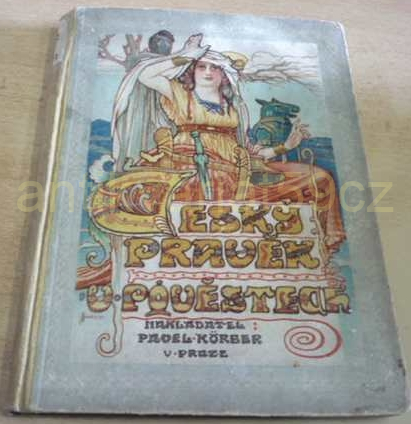 ČESKÝ
PRAVĚK
V·POVĚSTECH
NAKLADATEL:
PAVEL·KÖRBER
V·PRAZE